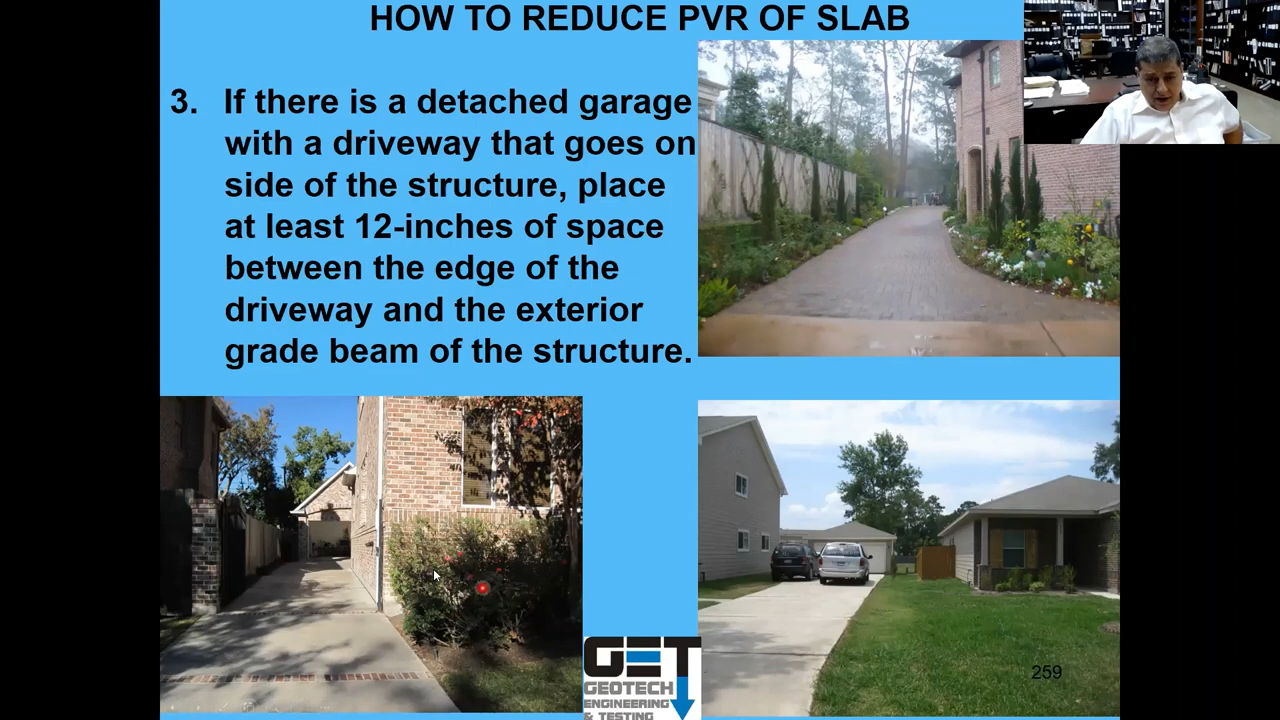 HOW TO REDUCE PVR OF SLAB
3. If there is a detached garage
with a driveway that goes on
side of the structure, place
at least 12-inches of space
between the edge of the
driveway and the exterior
grade beam of the structure.
GET
GEOTECH
ENGINEERING
& TESTING
259